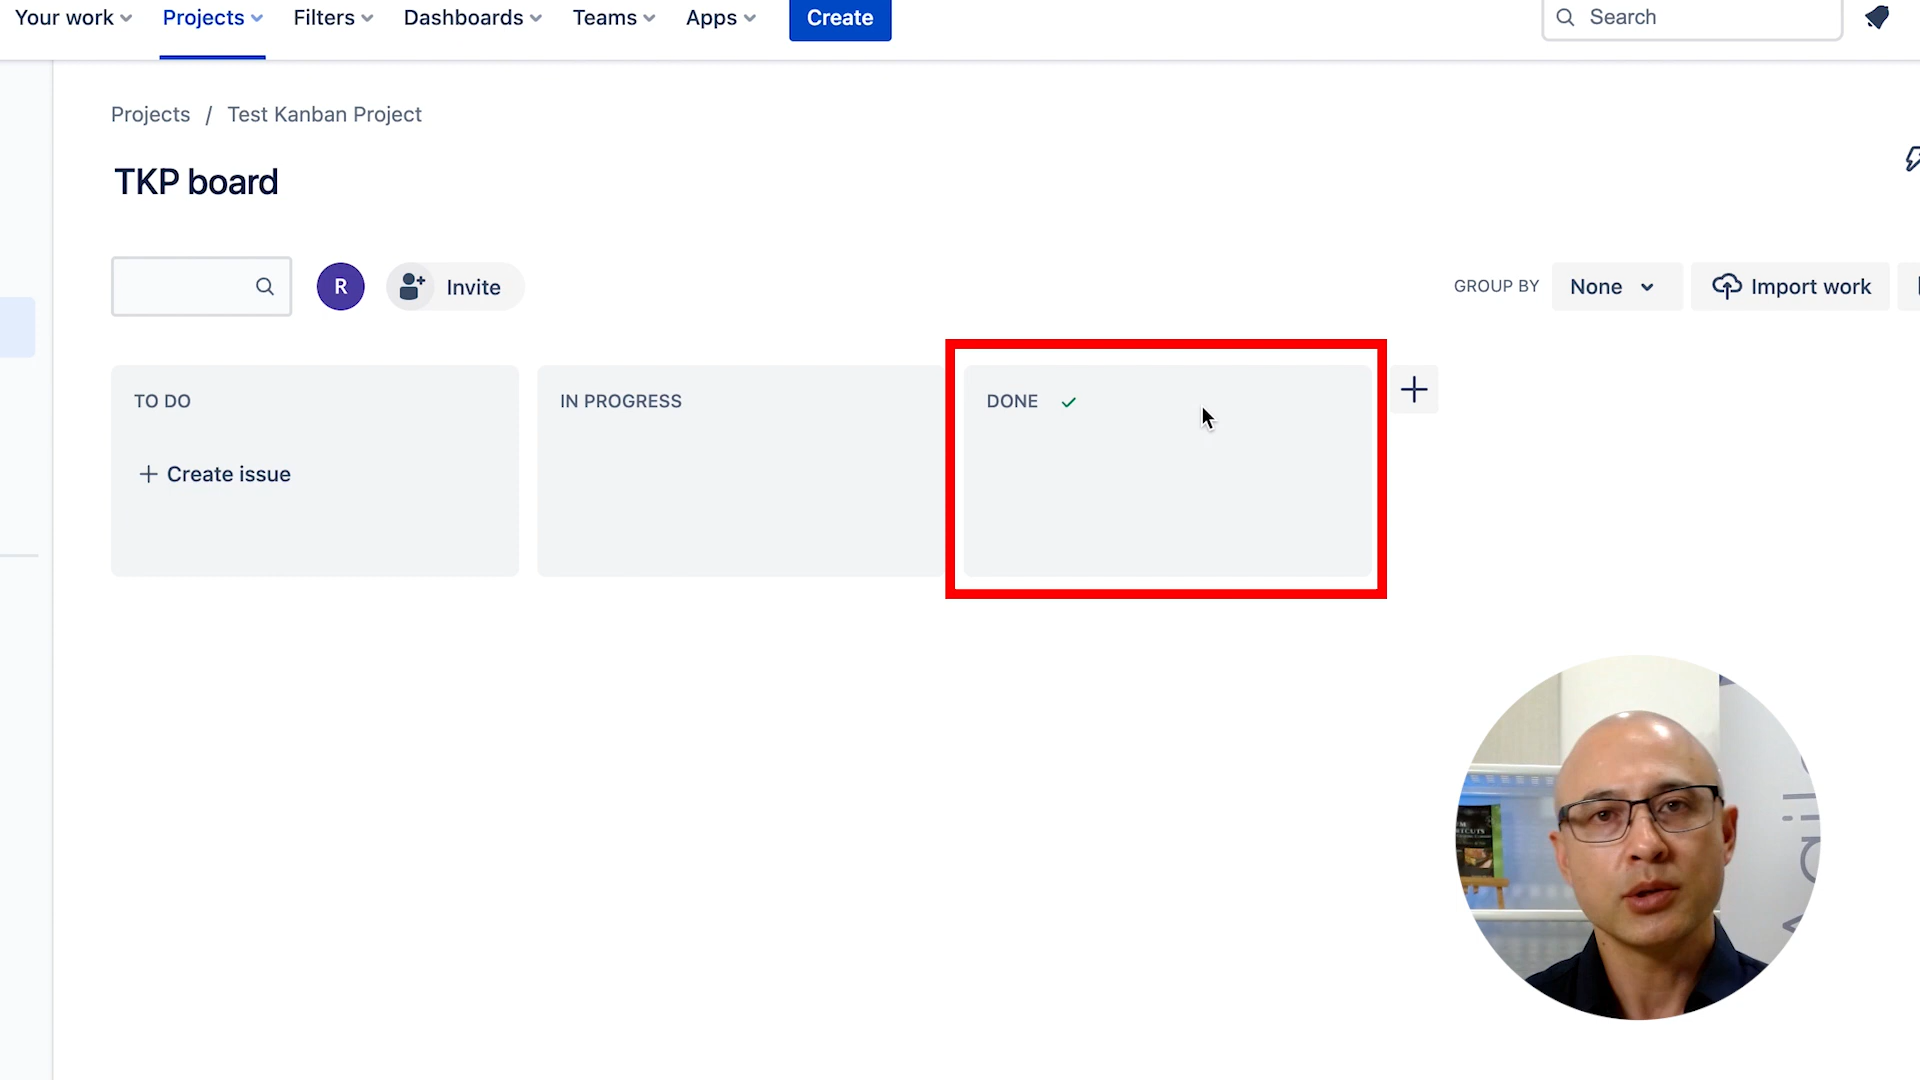 Your work Projects Filters Dashboards Teams Apps Create Search
Projects / Test Kanban Project
TKP board
R Invite GROUP BY None Import work
TO DO IN PROGRESS DONE
+ Create issue